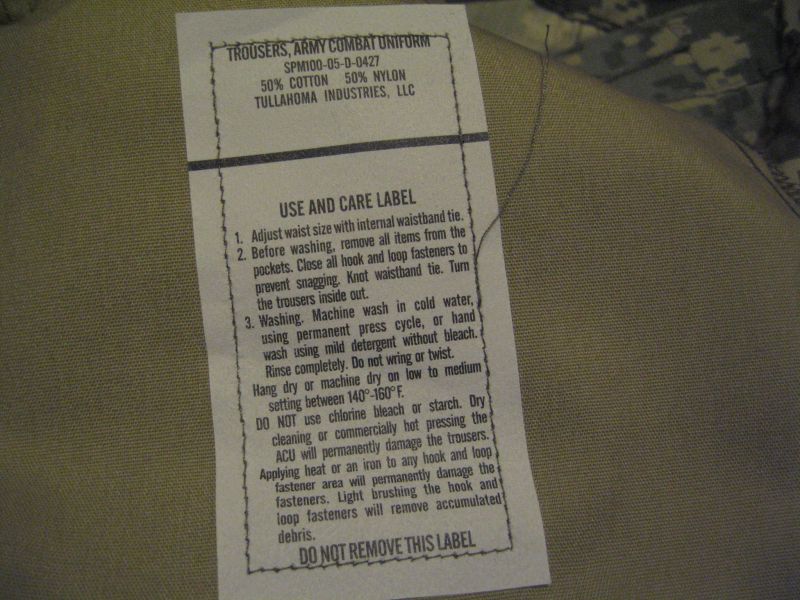 TROUSERS, ARMY COMBAT UNIFORM
SPM100-05-D-0427
50% COTTON 50% NYLON
TULLAHOMA INDUSTRIES, LLC
USE AND CARE LABEL
1. Adjust waist size with internal waistband tie.
2. Before washing, remove all items from the
pockets. Close all hook and loop fasteners to
prevent snagging. Knot waistband tie. Turn
the trousers inside out.
3. Washing. Machine wash in cold water,
using permanent press cycle, or hand
wash using mild detergent without bleach.
Rinse completely. Do not wring or twist.
Hang dry or machine dry on low to medium
setting between 140°-160°F.
DO NOT use chlorine bleach or starch. Dry
cleaning or commercially hot pressing the
ACU will permanently damage the trousers.
Applying heat or an iron to any hook and loop
fastener area will permanently damage the
fasteners. Light brushing the hook and
loop fasteners will remove accumulated
debris.
DO NOT REMOVE THIS LABEL